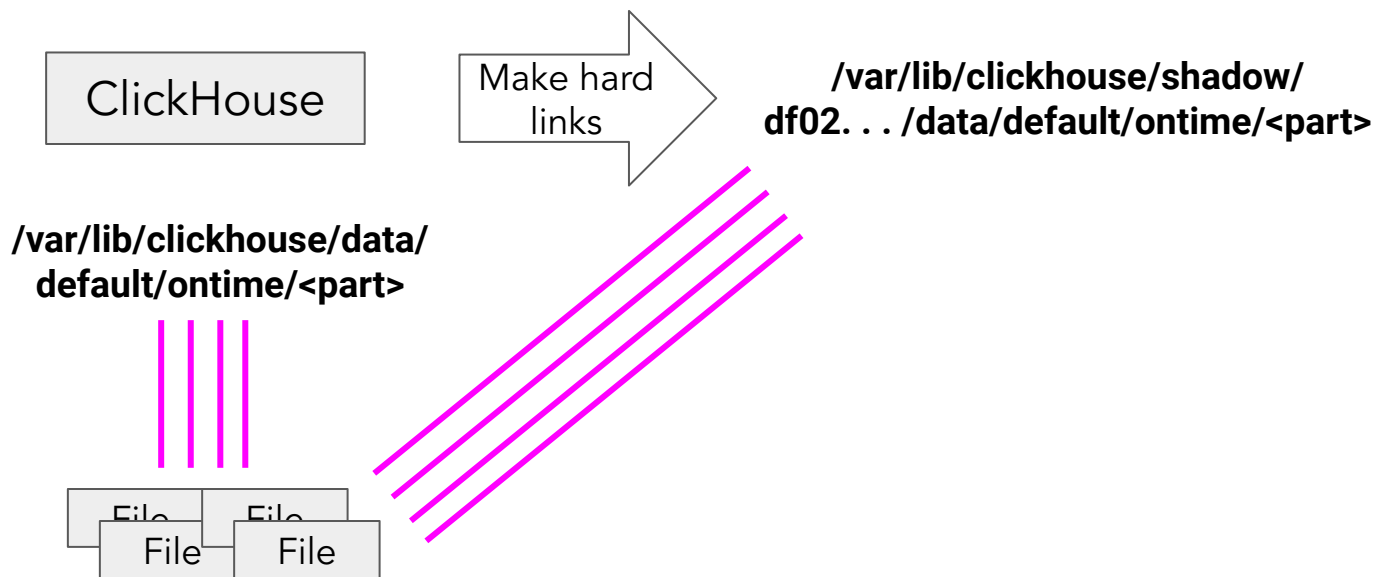 ClickHouse
Make hard
links
/var/lib/clickhouse/shadow/
df02. . . /data/default/ontime/<part>
/var/lib/clickhouse/data/
default/ontime/<part>
File
File
File
File